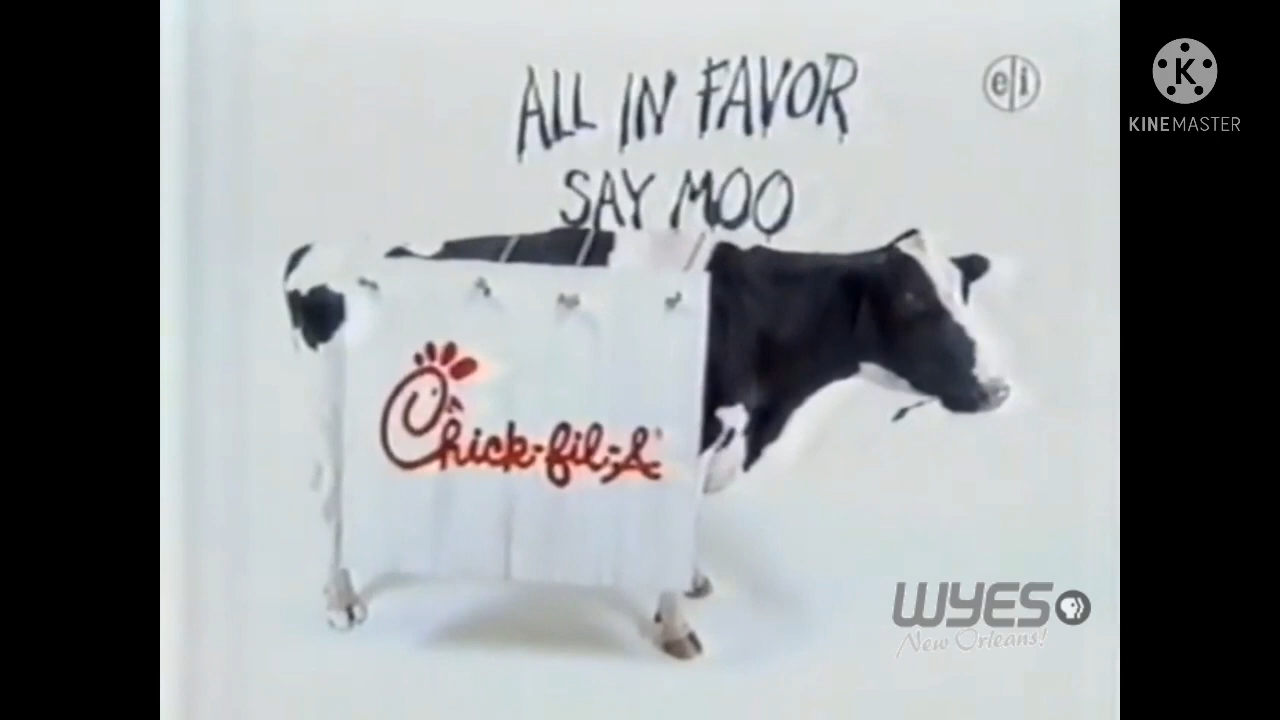 ALL IN FAVOR
SAY MOO
e/i
KINEMASTER
Chick-fil-A
WYES
New Orleans!